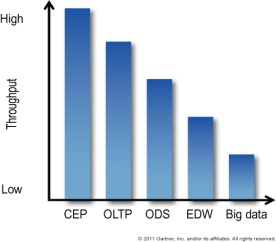 High
Throughput
Low
CEP OLTP ODS EDW Big data
© 2011 Gartner, Inc. and/or its affiliates. All rights reserved.